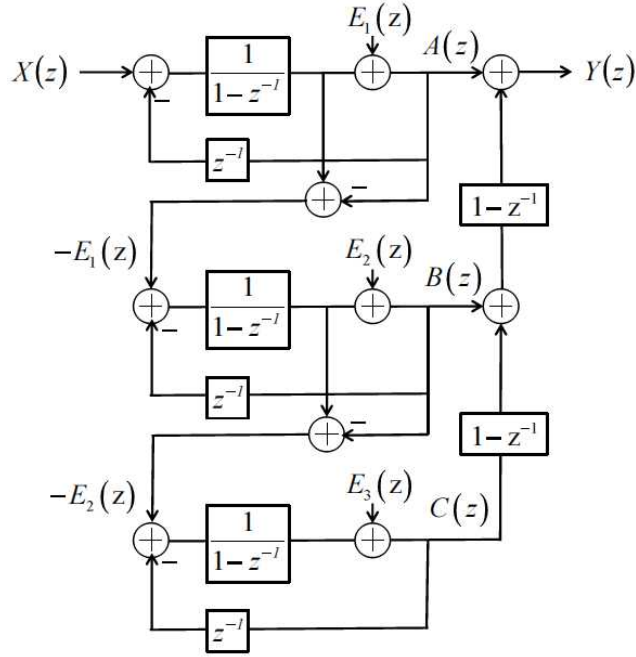 E₁(z)
X(z)
1
1− z⁻¹
A(z)
Y(z)
−
z⁻¹
−
1− z⁻¹
−E₁(z)
E₂(z)
1
1− z⁻¹
B(z)
−
z⁻¹
−
1− z⁻¹
−E₂(z)
E₃(z)
1
1− z⁻¹
C(z)
−
z⁻¹